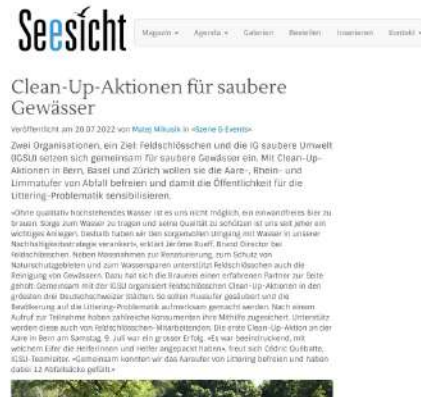 Seesicht
Magazin Agenda Galerien Bestellen Inserieren Kontakt
Clean-Up-Aktionen für saubere
Gewässer
Veröffentlicht am 20.07.2022 von Matej Mikusik in «Szene & Events»
Zwei Organisationen, ein Ziel: Feldschlösschen und die IG saubere Umwelt
(IGSU) setzen sich gemeinsam für saubere Gewässer ein. Mit Clean-Up-
Aktionen in Bern, Basel und Zürich wollen sie die Aare-, Rhein- und
Limmatufer von Abfall befreien und damit die Öffentlichkeit für die
Littering-Problematik sensibilisieren.
«Ohne qualitativ hochstehendes Wasser ist es uns nicht möglich, ein einwandfreies Bier zu
brauen. Sorge zum Wasser zu tragen und seine Qualität zu schützen ist uns seit jeher ein
wichtiges Anliegen. Deshalb haben wir den sorgenvollen Umgang mit Wasser in unserer
Nachhaltigkeitsstrategie verankert», erklärt Jérôme Rueff, Brand Director bei
Feldschlösschen. Neben Massnahmen zur Renaturierung, zum Schutz von
Naturschutzgebieten und zum Wassersparen unterstützt Feldschlösschen auch die
Reinigung von Gewässern. Dazu hat sich die Brauerei einen erfahrenen Partner zur Seite
geholt: Gemeinsam mit der IGSU organisiert Feldschlösschen Clean-Up-Aktionen in den
grössten drei Deutschschweizer Städten. So sollen Flussufer gesäubert und die
Bevölkerung auf die Littering-Problematik aufmerksam gemacht werden. Nach einem
Aufruf zur Teilnahme haben zahlreiche Konsumenten ihre Mithilfe zugesichert. Unterstützt
werden diese auch von Feldschlösschen-Mitarbeitenden. Die erste Clean-Up-Aktion an der
Aare in Bern am Samstag, 9. Juli war ein grosser Erfolg. «Es war beeindruckend, mit
welchem Eifer die Helferinnen und Helfer angepackt haben», freut sich Cédric Québatte,
IGSU-Teamleiter. «Gemeinsam konnten wir das Aareufer von Littering befreien und haben
dabei 12 Abfallsäcke gefüllt.»